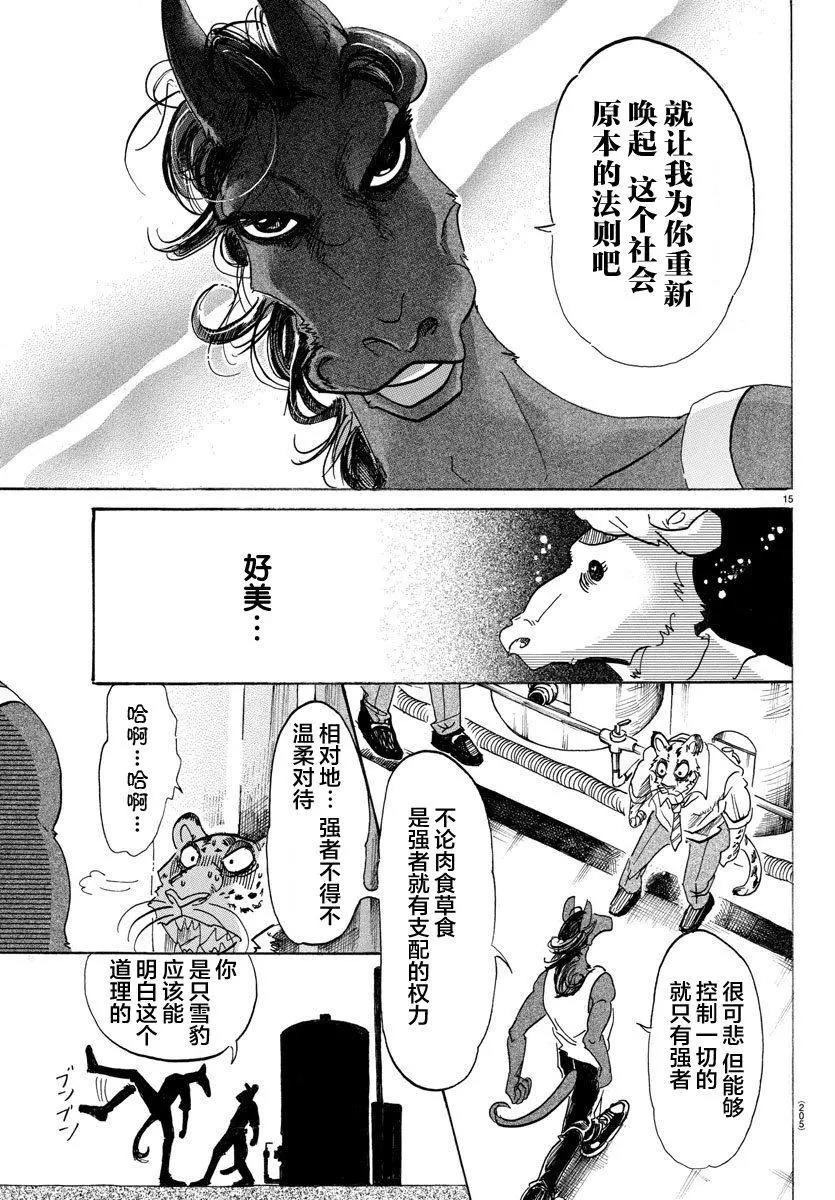 就让我为你重新
唤起 这个社会
原本的法则吧
15
好美…
很可悲 但能够
控制一切的
就只有强者
不论肉食草食
是强者就有支配的权力
相对地… 强者不得不
温柔对待
哈啊…哈啊…
你
是只雪豹
应该能
明白这个
道理的
ブンブン
(205)